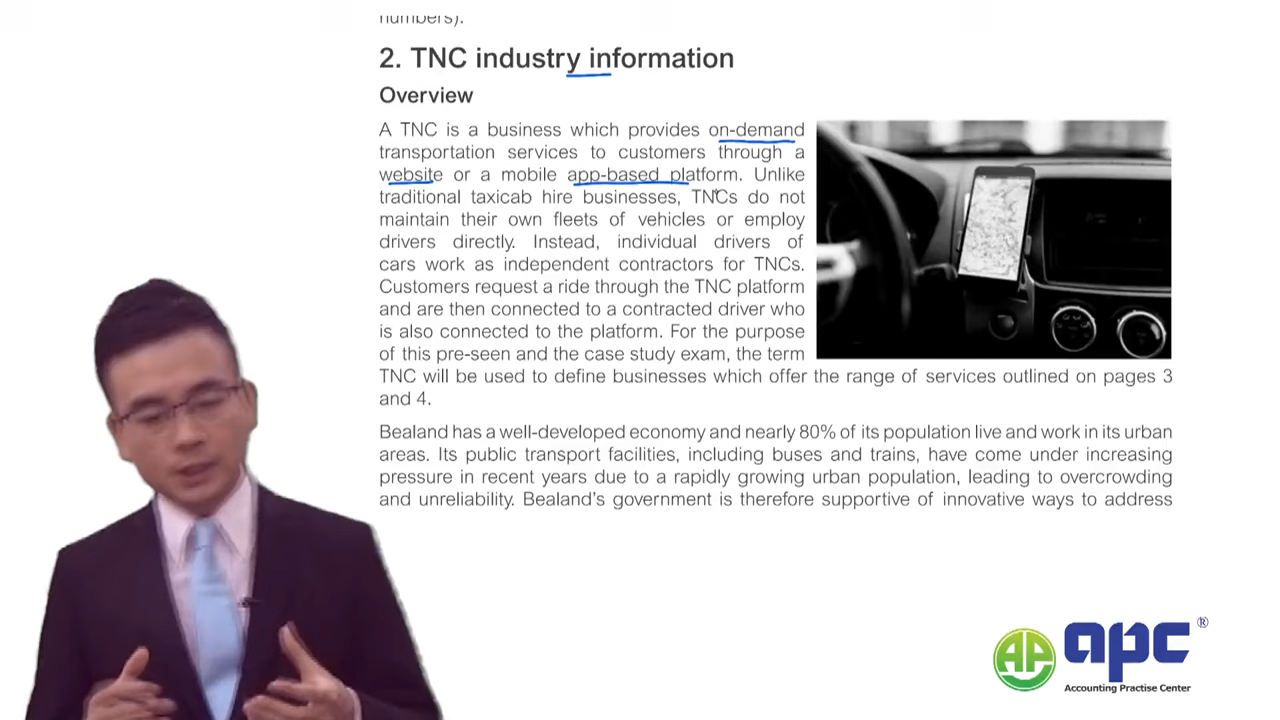 numbers).
2. TNC industry information
Overview
A TNC is a business which provides on-demand
transportation services to customers through a
website or a mobile app-based platform. Unlike
traditional taxicab hire businesses, TNCs do not
maintain their own fleets of vehicles or employ
drivers directly. Instead, individual drivers of
cars work as independent contractors for TNCs.
Customers request a ride through the TNC platform
and are then connected to a contracted driver who
is also connected to the platform. For the purpose
of this pre-seen and the case study exam, the term
TNC will be used to define businesses which offer the range of services outlined on pages 3
and 4.
Bealand has a well-developed economy and nearly 80% of its population live and work in its urban
areas. Its public transport facilities, including buses and trains, have come under increasing
pressure in recent years due to a rapidly growing urban population, leading to overcrowding
and unreliability. Bealand's government is therefore supportive of innovative ways to address
AP apc ®
Accounting Practise Center